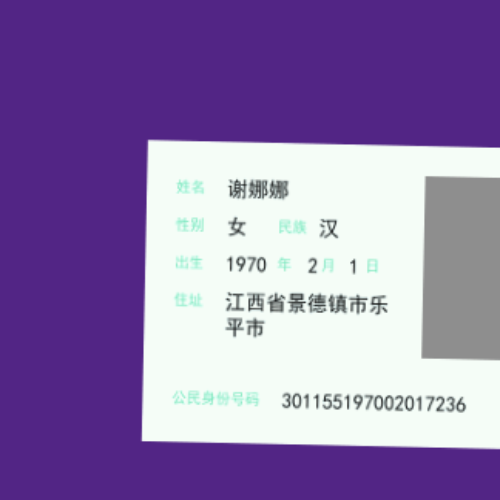 姓名 谢娜娜
性别 女 民族 汉
出生 1970 年 2 月 1 日
住址 江西省景德镇市乐
平市
公民身份号码 301155197002017236